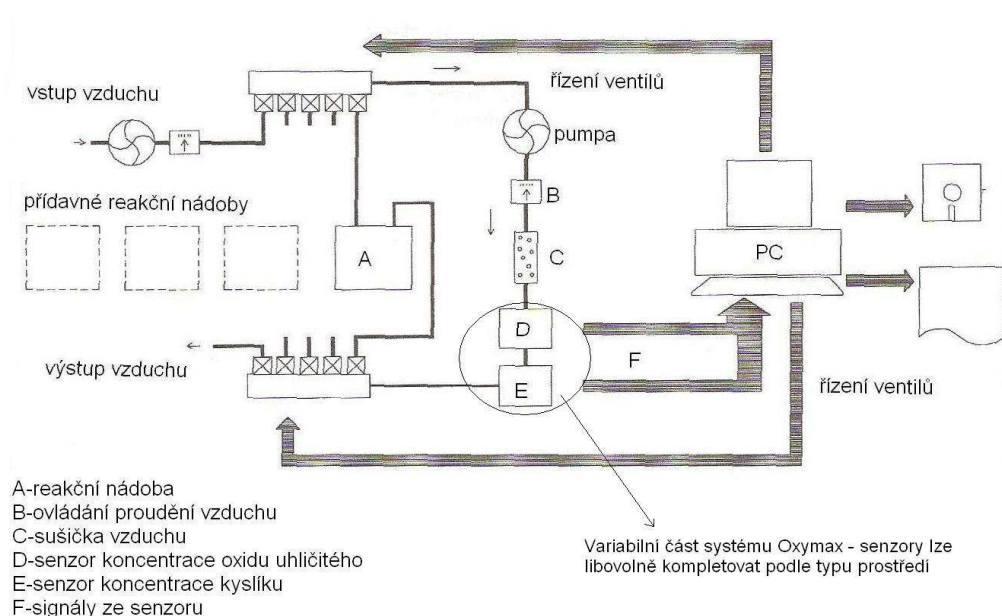 vstup vzduchu
řízení ventilů
pumpa
přídavné reakční nádoby
B
A
C
PC
D
F
E
výstup vzduchu
řízení ventilů
A-reakční nádoba
B-ovládání proudění vzduchu
C-sušička vzduchu
D-senzor koncentrace oxidu uhličitého
E-senzor koncentrace kyslíku
F-signály ze senzoru
Variabilní část systému Oxymax - senzory lze
libovolně kompletovat podle typu prostředí